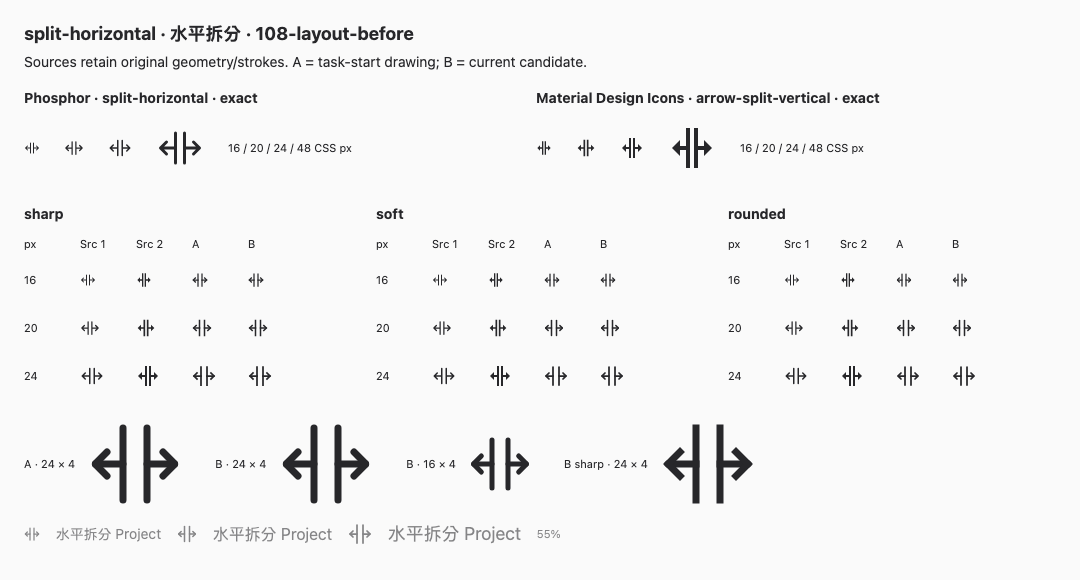 split-horizontal · 水平拆分 · 108-layout-before
Sources retain original geometry/strokes. A = task-start drawing; B = current candidate.
Phosphor · split-horizontal · exact
Material Design Icons · arrow-split-vertical · exact
16 / 20 / 24 / 48 CSS px
16 / 20 / 24 / 48 CSS px
sharp
soft
rounded
px Src 1 Src 2 A B
px Src 1 Src 2 A B
px Src 1 Src 2 A B
16
16
16
20
20
20
24
24
24
A · 24 × 4
B · 24 × 4
B · 16 × 4
B sharp · 24 × 4
水平拆分 Project
水平拆分 Project
水平拆分 Project
55%